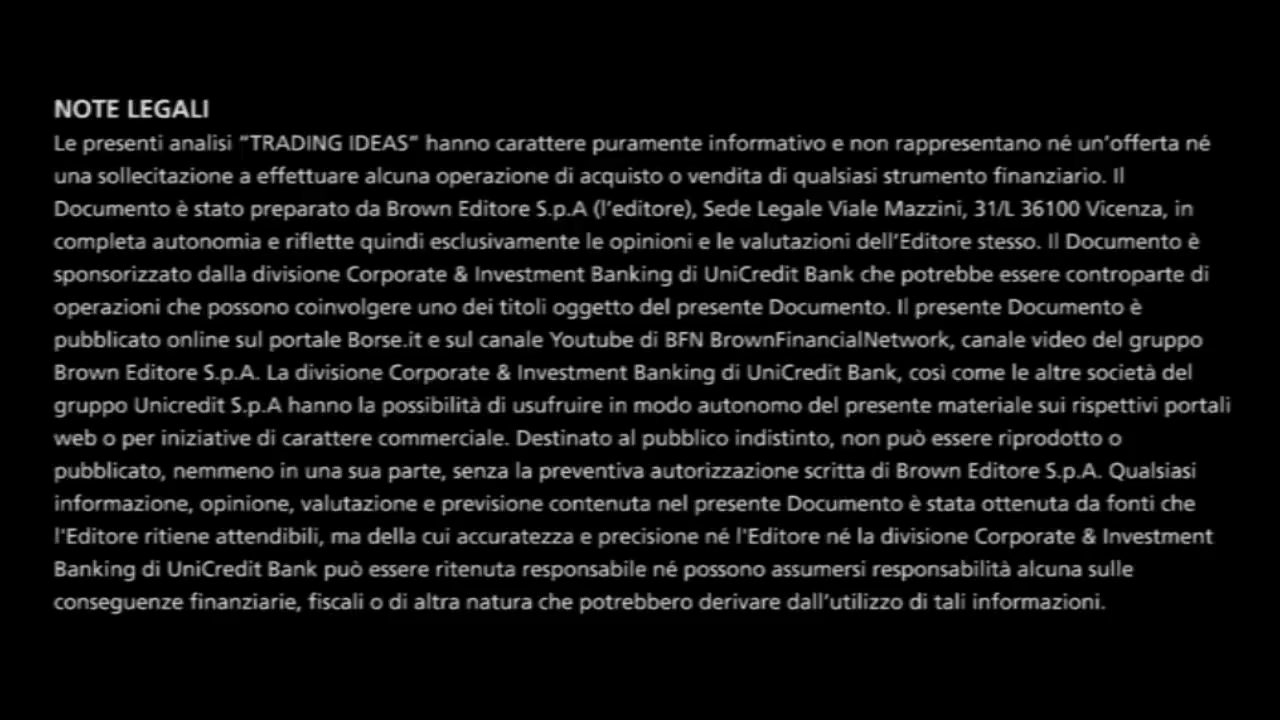 NOTE LEGALI
Le presenti analisi “TRADING IDEAS” hanno carattere puramente informativo e non rappresentano né un’offerta né
una sollecitazione a effettuare alcuna operazione di acquisto o vendita di qualsiasi strumento finanziario. Il
Documento è stato preparato da Brown Editore S.p.A (l’editore), Sede Legale Viale Mazzini, 31/L 36100 Vicenza, in
completa autonomia e riflette quindi esclusivamente le opinioni e le valutazioni dell’Editore stesso. Il Documento è
sponsorizzato dalla divisione Corporate & Investment Banking di UniCredit Bank che potrebbe essere controparte di
operazioni che possono coinvolgere uno dei titoli oggetto del presente Documento. Il presente Documento è
pubblicato online sul portale Borse.it e sul canale Youtube di BFN BrownFinancialNetwork, canale video del gruppo
Brown Editore S.p.A. La divisione Corporate & Investment Banking di UniCredit Bank, così come le altre società del
gruppo Unicredit S.p.A hanno la possibilità di usufruire in modo autonomo del presente materiale sui rispettivi portali
web o per iniziative di carattere commerciale. Destinato al pubblico indistinto, non può essere riprodotto o
pubblicato, nemmeno in una sua parte, senza la preventiva autorizzazione scritta di Brown Editore S.p.A. Qualsiasi
informazione, opinione, valutazione e previsione contenuta nel presente Documento è stata ottenuta da fonti che
l'Editore ritiene attendibili, ma della cui accuratezza e precisione né l'Editore né la divisione Corporate & Investment
Banking di UniCredit Bank può essere ritenuta responsabile né possono assumersi responsabilità alcuna sulle
conseguenze finanziarie, fiscali o di altra natura che potrebbero derivare dall’utilizzo di tali informazioni.